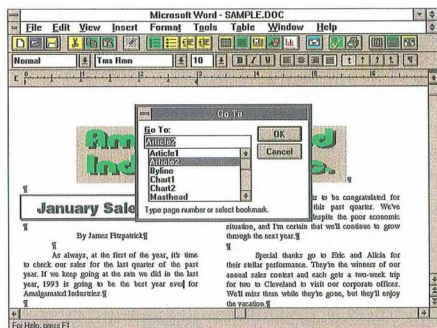 Microsoft Word - SAMPLE.DOC
File Edit View Insert Format Tools Table Window Help
Normal Tms Rmn 10 B I U
Go To
Go To:
Article2
Article1
Article2
Byline
Chart1
Chart2
Masthead
OK
Cancel
Type page number or select bookmark.
January Sale
By James Fitzpatrick¶
As always, at the first of the year, it's time
to check our sales for the last quarter of the past
year. If we keep going at the rate we did in the last
year, 1993 is going to be the best year ever for
Amalgamated Industries.¶
to be congratulated for
this past quarter. We've
despite the poor economic
situation, and I'm certain that we'll continue to grow
through the next year.¶
Special thanks go to Eric and Alicia for
their stellar performance. They're the winners of our
annual sales contest and each gets a two-week trip
for two to Cleveland to visit our corporate offices.
We'll miss them while they're gone, but they'll enjoy
the vacation.¶
For Help, press F1